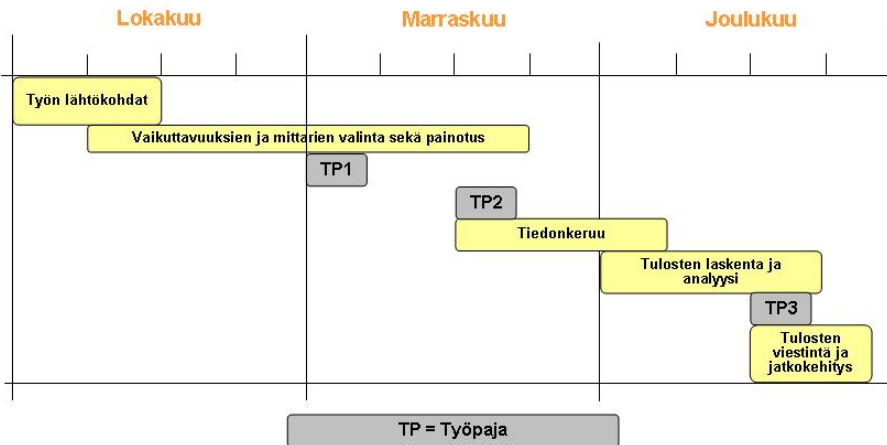 Lokakuu Marraskuu Joulukuu
Työn lähtökohdat
Vaikuttavuuksien ja mittarien valinta sekä painotus
TP1
TP2
Tiedonkeruu
Tulosten laskenta ja
analyysi
TP3
Tulosten
viestintä ja
jatkokehitys
TP = Työpaja